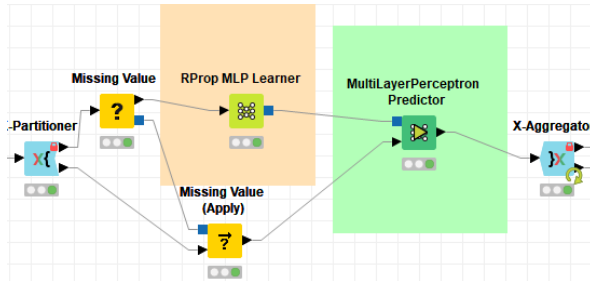 Missing Value
RProp MLP Learner
MultiLayerPerceptron
Predictor
-Partitioner
X-Aggregato
Missing Value
(Apply)